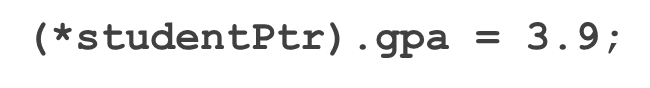 (*studentPtr).gpa = 3.9;